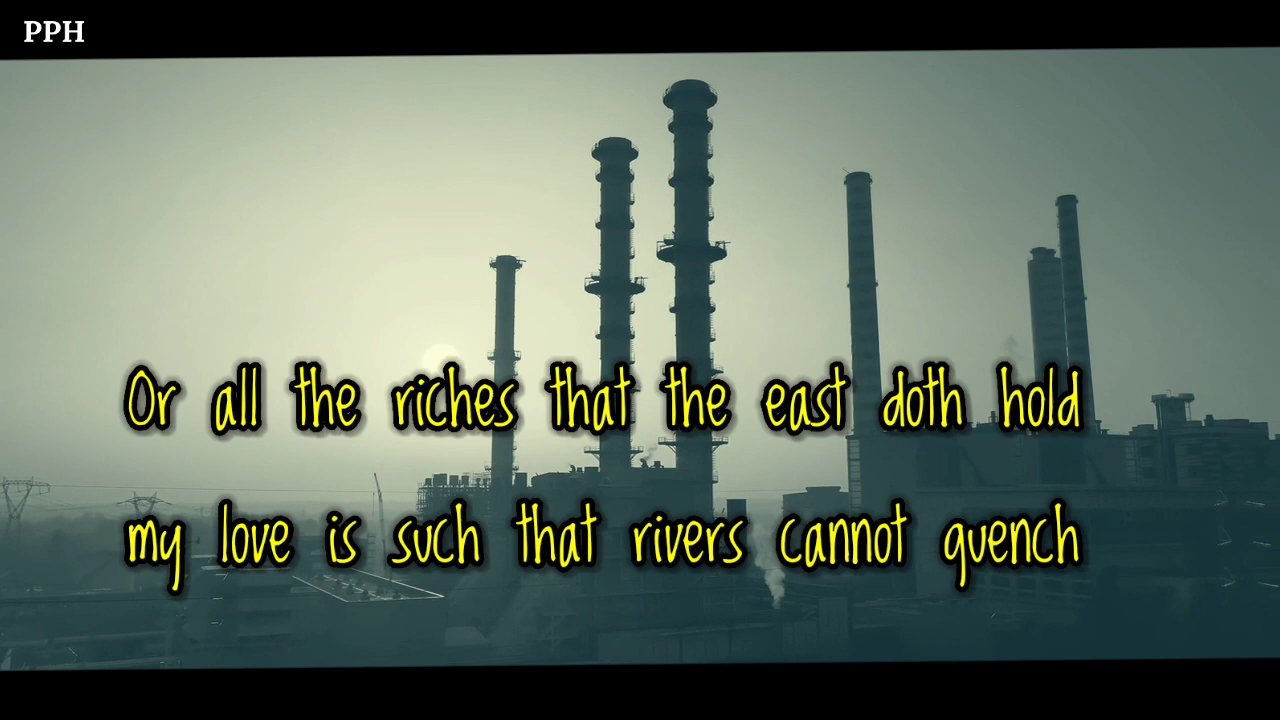 PPH
Or all the riches that the east doth hold
my love is such that rivers cannot quench